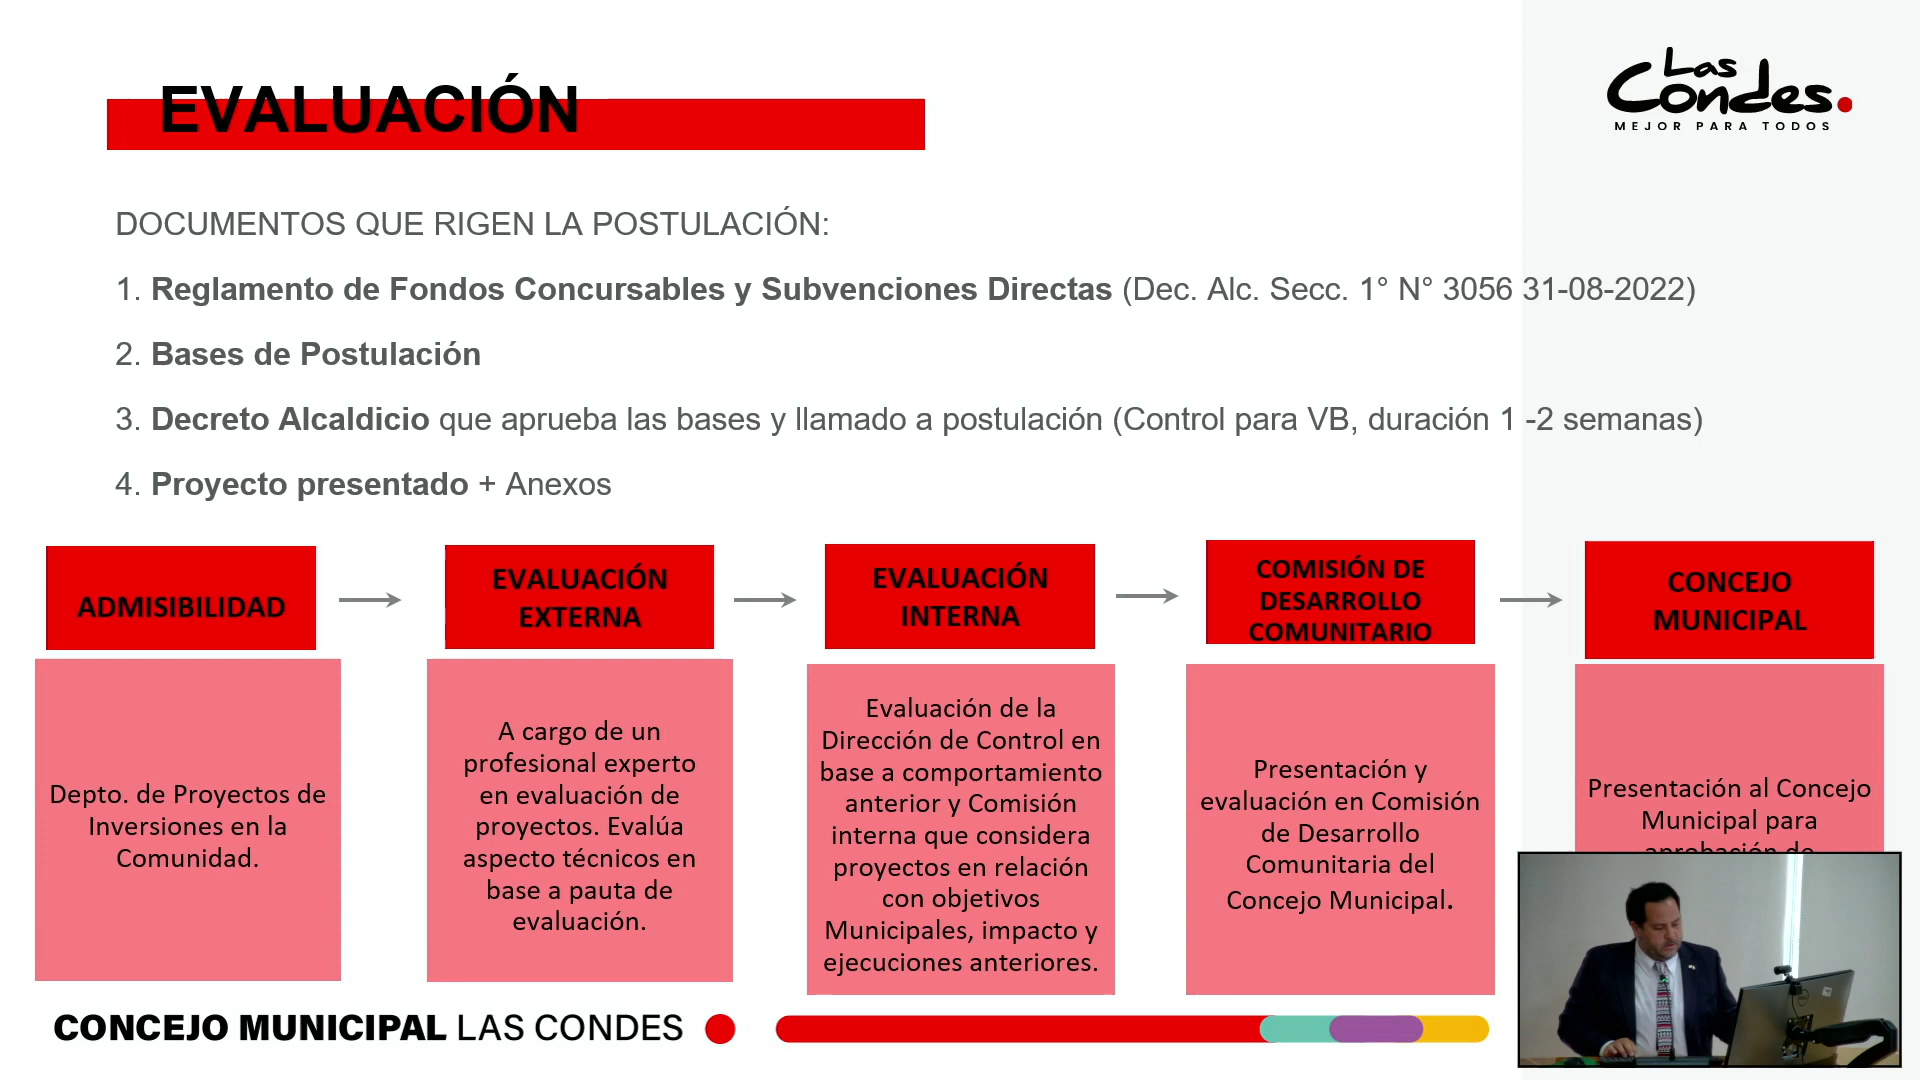 EVALUACIÓN
Las
Condes.
MEJOR PARA TODOS
DOCUMENTOS QUE RIGEN LA POSTULACIÓN:
1. Reglamento de Fondos Concursables y Subvenciones Directas (Dec. Alc. Secc. 1° N° 3056 31-08-2022)
2. Bases de Postulación
3. Decreto Alcaldicio que aprueba las bases y llamado a postulación (Control para VB, duración 1 -2 semanas)
4. Proyecto presentado + Anexos
ADMISIBILIDAD
Depto. de Proyectos de
Inversiones en la
Comunidad.
EVALUACIÓN
EXTERNA
A cargo de un
profesional experto
en evaluación de
proyectos. Evalúa
aspecto técnicos en
base a pauta de
evaluación.
EVALUACIÓN
INTERNA
Evaluación de la
Dirección de Control en
base a comportamiento
anterior y Comisión
interna que considera
proyectos en relación
con objetivos
Municipales, impacto y
ejecuciones anteriores.
COMISIÓN DE
DESARROLLO
COMUNITARIO
Presentación y
evaluación en Comisión
de Desarrollo
Comunitaria del
Concejo Municipal.
CONCEJO
MUNICIPAL
Presentación al Concejo
Municipal para
aprobación de
CONCEJO MUNICIPAL LAS CONDES